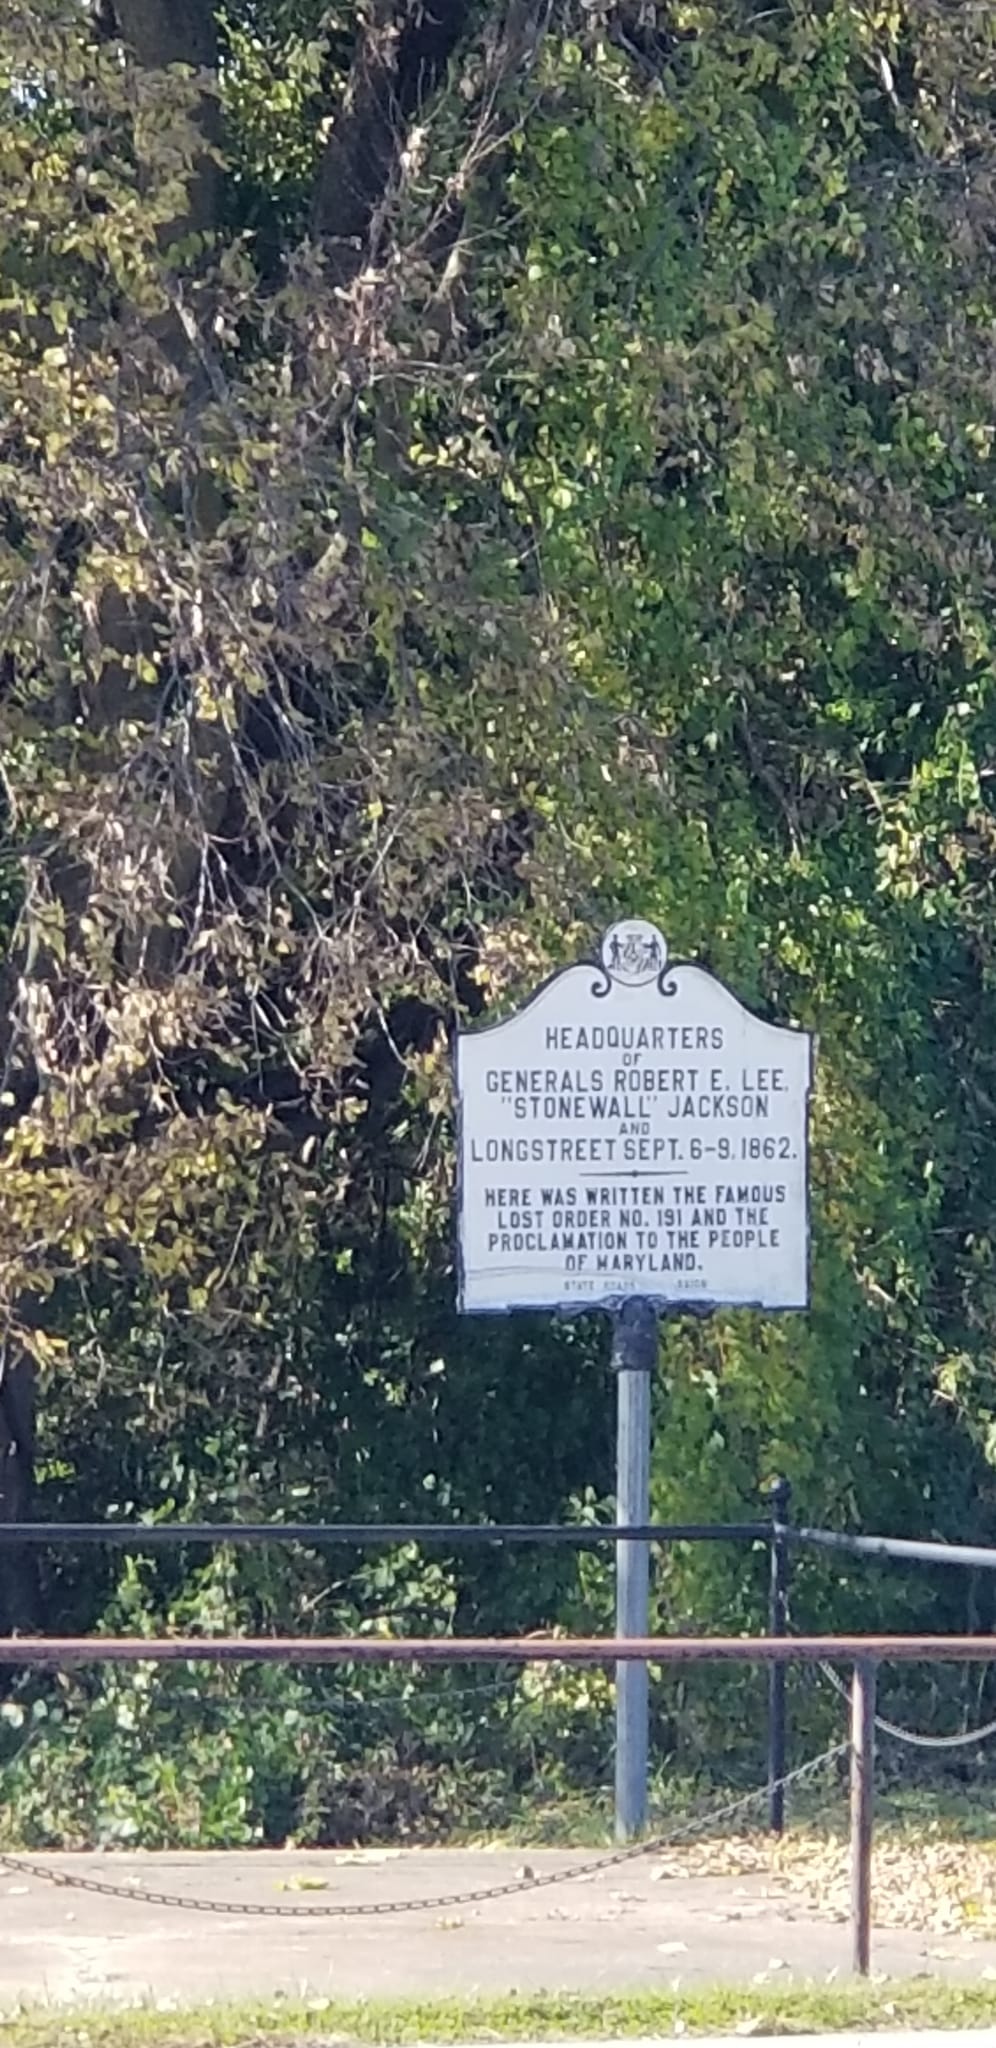 HEADQUARTERS
OF
GENERALS ROBERT E. LEE,
"STONEWALL" JACKSON
AND
LONGSTREET SEPT. 6-9, 1862.
HERE WAS WRITTEN THE FAMOUS
LOST ORDER NO. 191 AND THE
PROCLAMATION TO THE PEOPLE
OF MARYLAND.
STATE ROADS